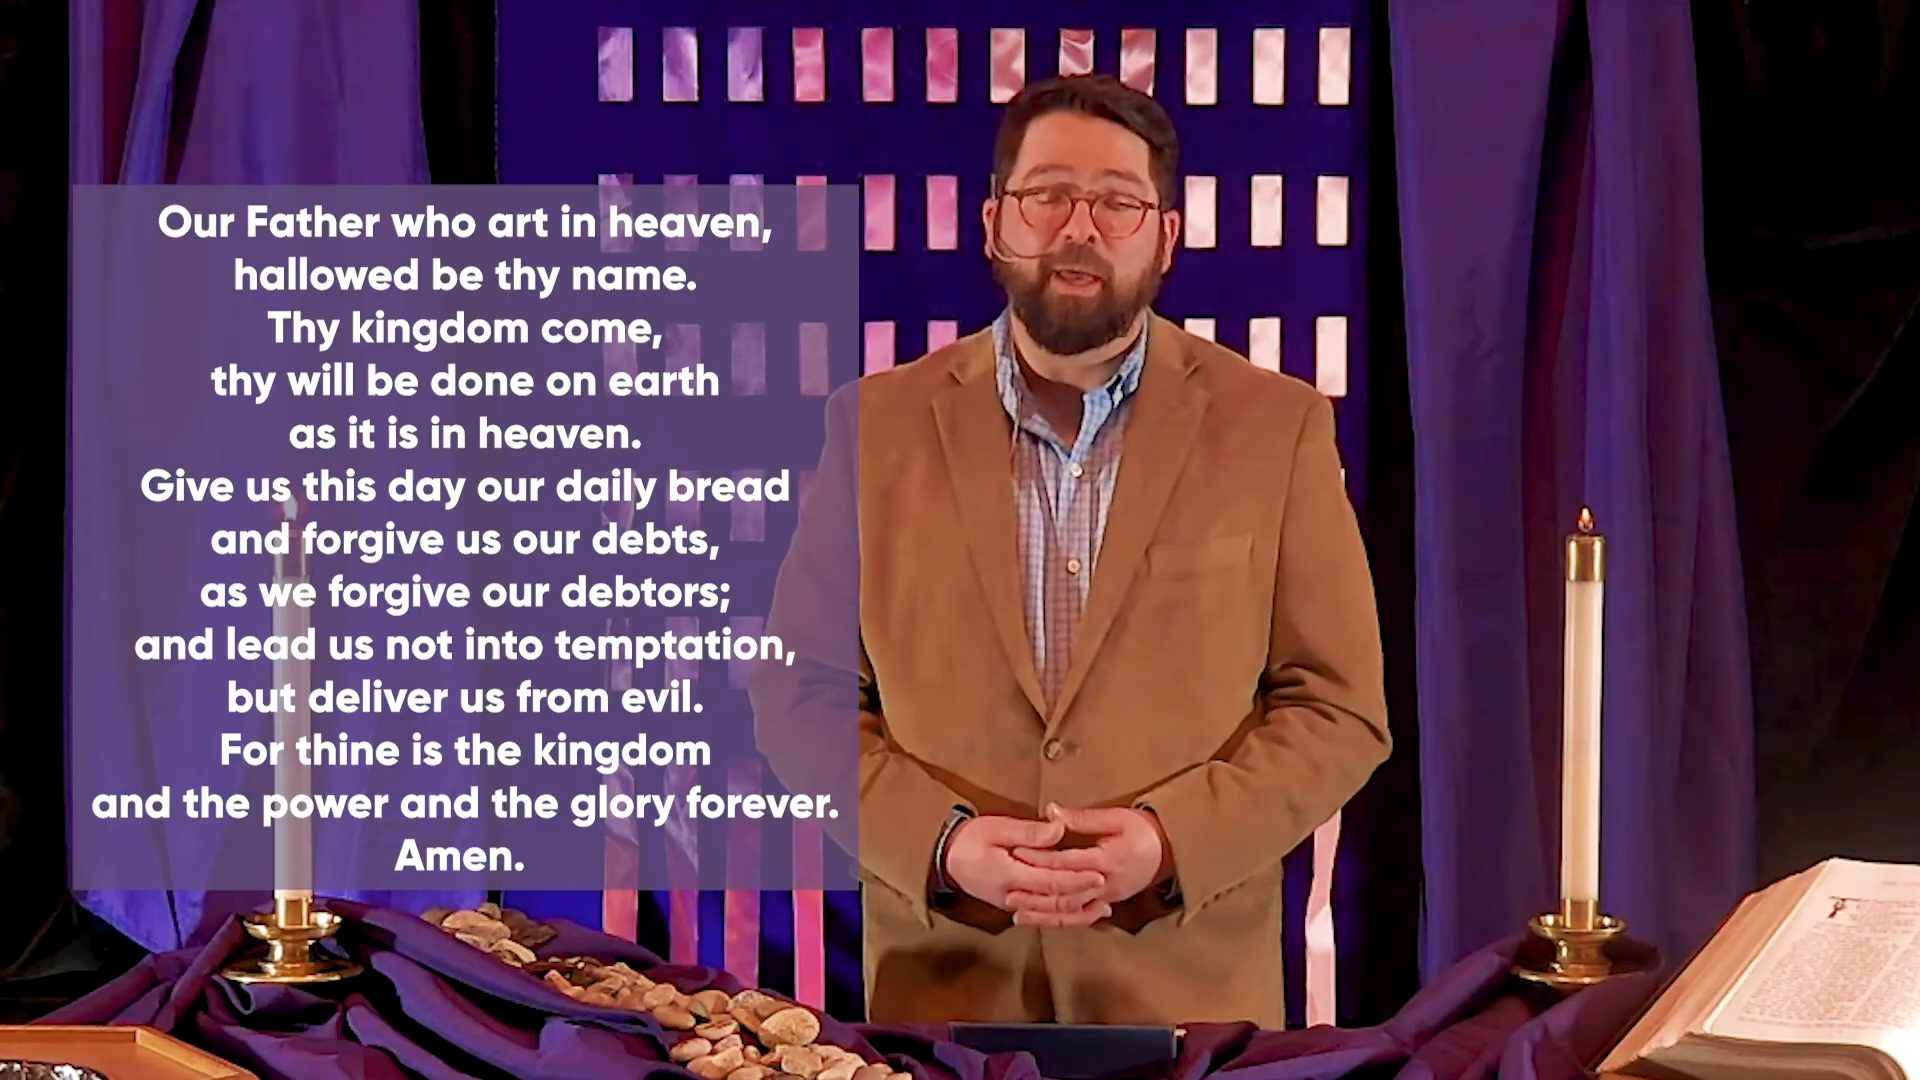 Our Father who art in heaven,
hallowed be thy name.
Thy kingdom come,
thy will be done on earth
as it is in heaven.
Give us this day our daily bread
and forgive us our debts,
as we forgive our debtors;
and lead us not into temptation,
but deliver us from evil.
For thine is the kingdom
and the power and the glory forever.
Amen.